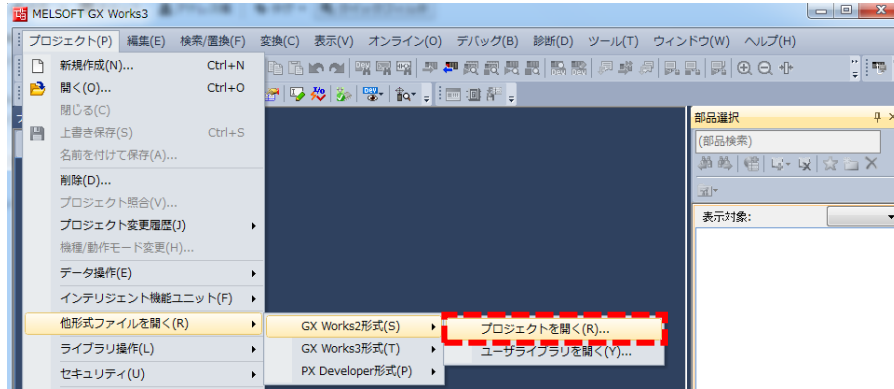 MELSOFT GX Works3
プロジェクト(P) 編集(E) 検索/置換(F) 変換(C) 表示(V) オンライン(O) デバッグ(B) 診断(D) ツール(T) ウィンドウ(W) ヘルプ(H)
新規作成(N)... Ctrl+N
開く(O)... Ctrl+O
閉じる(C)
上書き保存(S) Ctrl+S
名前を付けて保存(A)...
削除(D)...
プロジェクト照合(V)...
プロジェクト変更履歴(J)
機種/動作モード変更(H)...
データ操作(E)
インテリジェント機能ユニット(F)
他形式ファイルを開く(R)
ライブラリ操作(L)
セキュリティ(U)
GX Works2形式(S)
GX Works3形式(T)
PX Developer形式(P)
プロジェクトを開く(R)...
ユーザライブラリを開く(Y)...
部品選択
(部品検索)
表示対象: